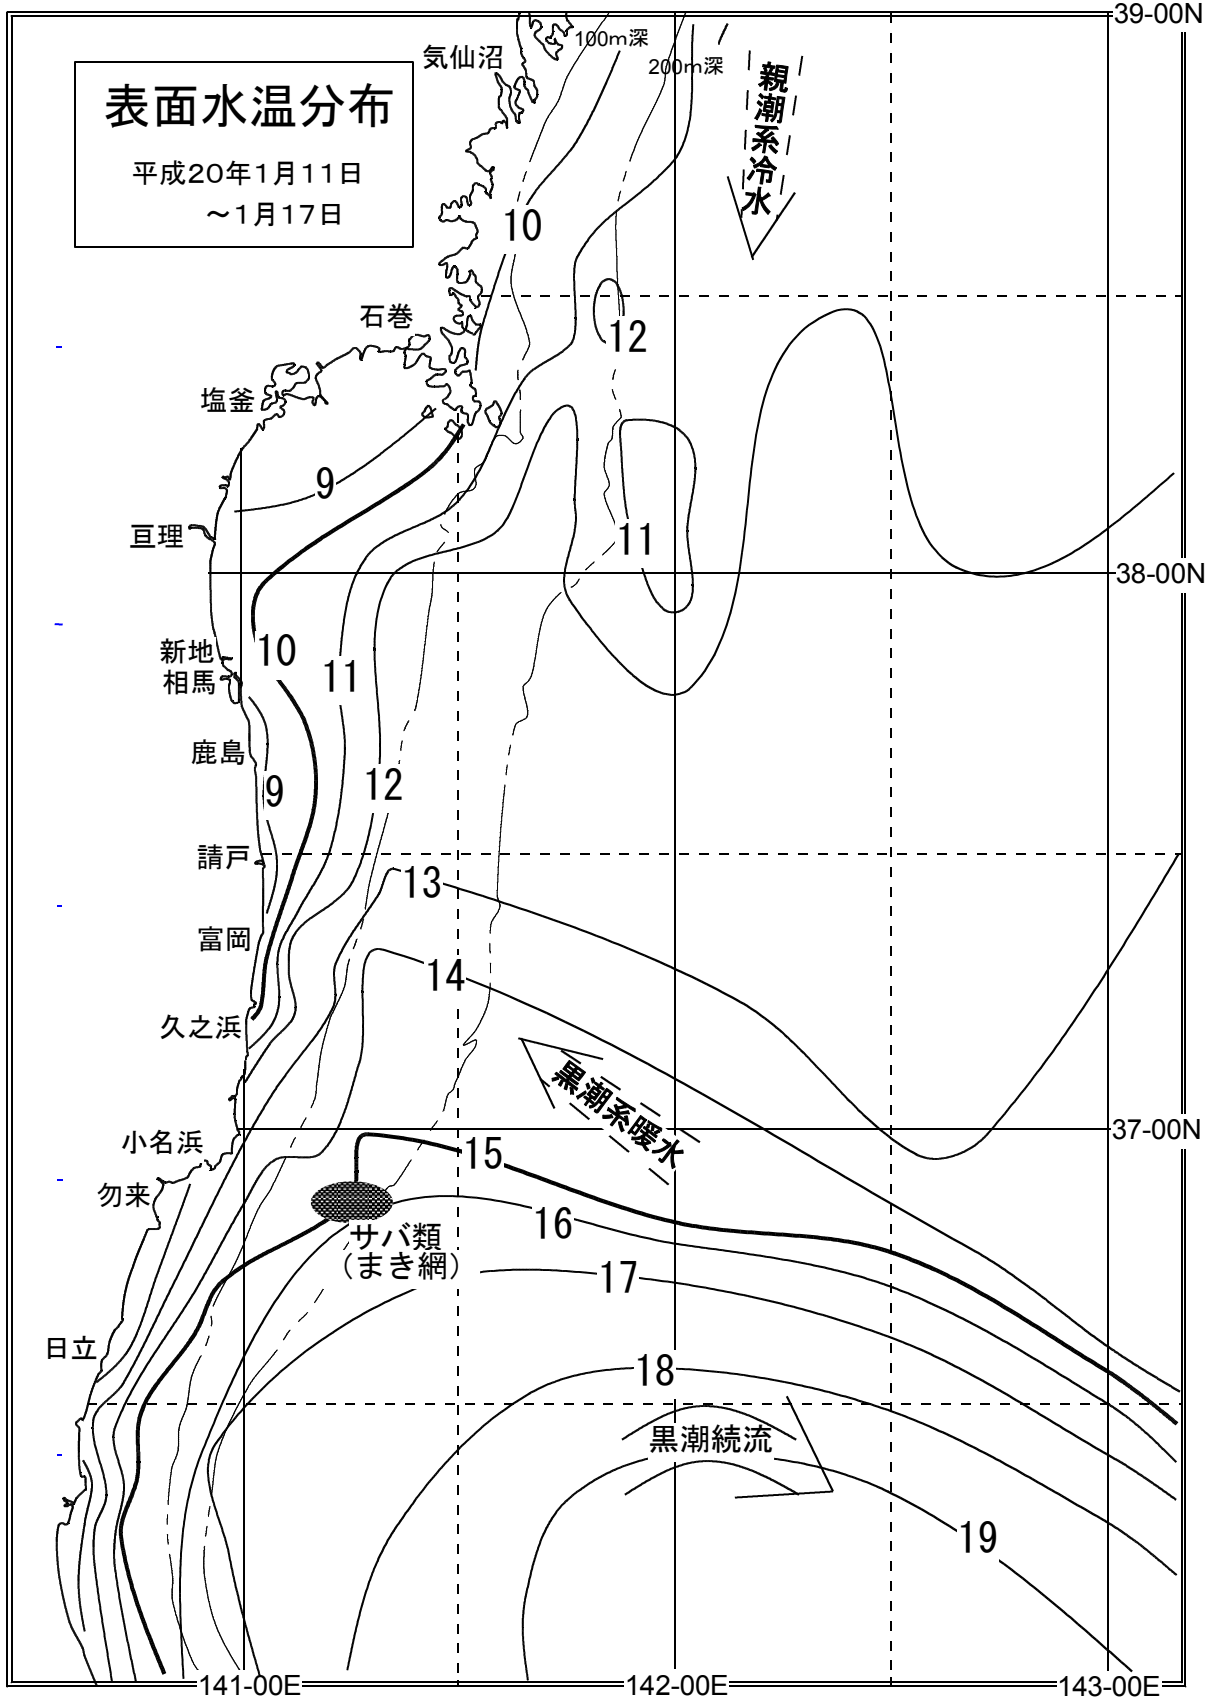 39-00N
気仙沼
100m深
200m深
表面水温分布
平成20年1月11日
～1月17日
親潮系冷水
10
石巻
12
塩釜
9
亘理
11
38-00N
新地
10
11
相馬
鹿島
9
12
請戸
13
富岡
14
久之浜
黒潮系暖水
37-00N
小名浜
15
勿来
16
サバ類
（まき網）
17
日立
18
黒潮続流
19
141-00E
142-00E
143-00E